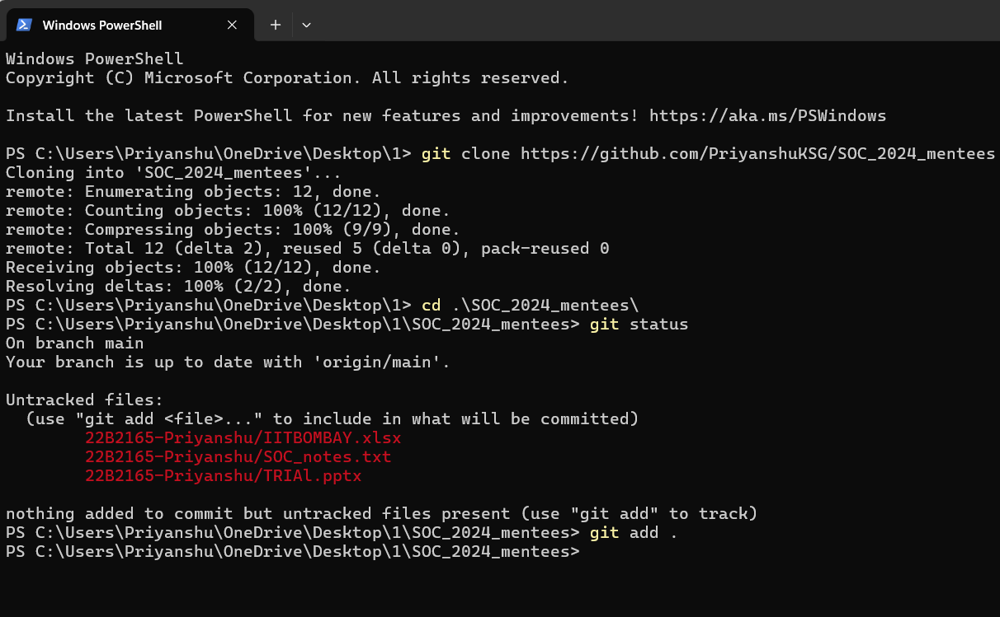 Windows PowerShell
Windows PowerShell
Copyright (C) Microsoft Corporation. All rights reserved.
Install the latest PowerShell for new features and improvements! https://aka.ms/PSWindows
PS C:\Users\Priyanshu\OneDrive\Desktop\1> git clone https://github.com/PriyanshuKSG/SOC_2024_mentees
Cloning into 'SOC_2024_mentees'...
remote: Enumerating objects: 12, done.
remote: Counting objects: 100% (12/12), done.
remote: Compressing objects: 100% (9/9), done.
remote: Total 12 (delta 2), reused 5 (delta 0), pack-reused 0
Receiving objects: 100% (12/12), done.
Resolving deltas: 100% (2/2), done.
PS C:\Users\Priyanshu\OneDrive\Desktop\1> cd .\SOC_2024_mentees\
PS C:\Users\Priyanshu\OneDrive\Desktop\1\SOC_2024_mentees> git status
On branch main
Your branch is up to date with 'origin/main'.
Untracked files:
  (use "git add <file>..." to include in what will be committed)
        22B2165-Priyanshu/IITBOMBAY.xlsx
        22B2165-Priyanshu/SOC_notes.txt
        22B2165-Priyanshu/TRIAl.pptx
nothing added to commit but untracked files present (use "git add" to track)
PS C:\Users\Priyanshu\OneDrive\Desktop\1\SOC_2024_mentees> git add .
PS C:\Users\Priyanshu\OneDrive\Desktop\1\SOC_2024_mentees>